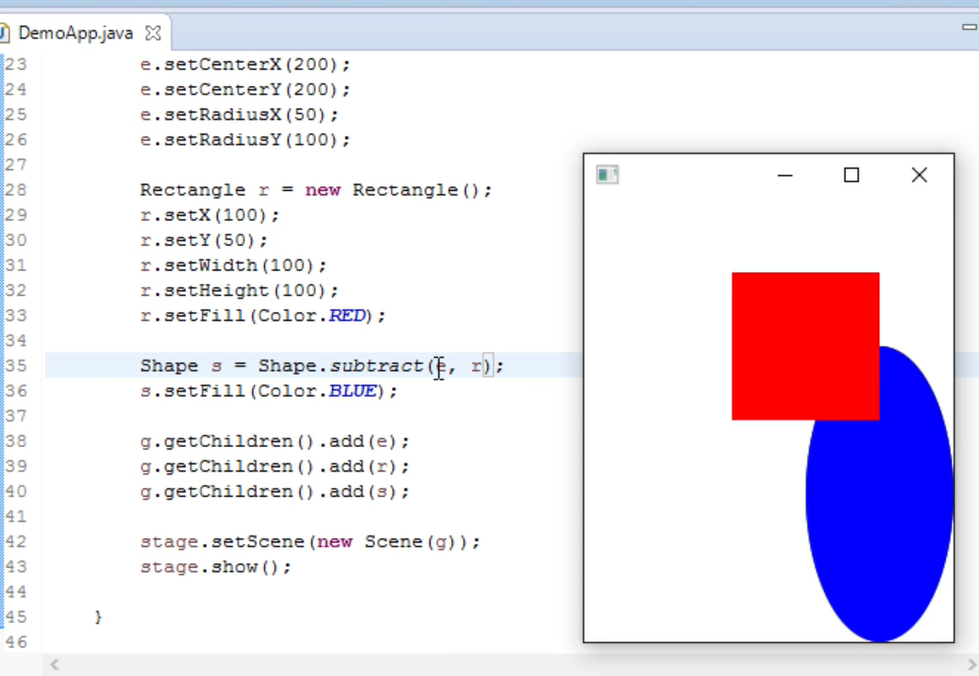 DemoApp.java
23 e.setCenterX(200);
24 e.setCenterY(200);
25 e.setRadiusX(50);
26 e.setRadiusY(100);
27
28 Rectangle r = new Rectangle();
29 r.setX(100);
30 r.setY(50);
31 r.setWidth(100);
32 r.setHeight(100);
33 r.setFill(Color.RED);
34
35 Shape s = Shape.subtract(e, r);
36 s.setFill(Color.BLUE);
37
38 g.getChildren().add(e);
39 g.getChildren().add(r);
40 g.getChildren().add(s);
41
42 stage.setScene(new Scene(g));
43 stage.show();
44
45 }
46